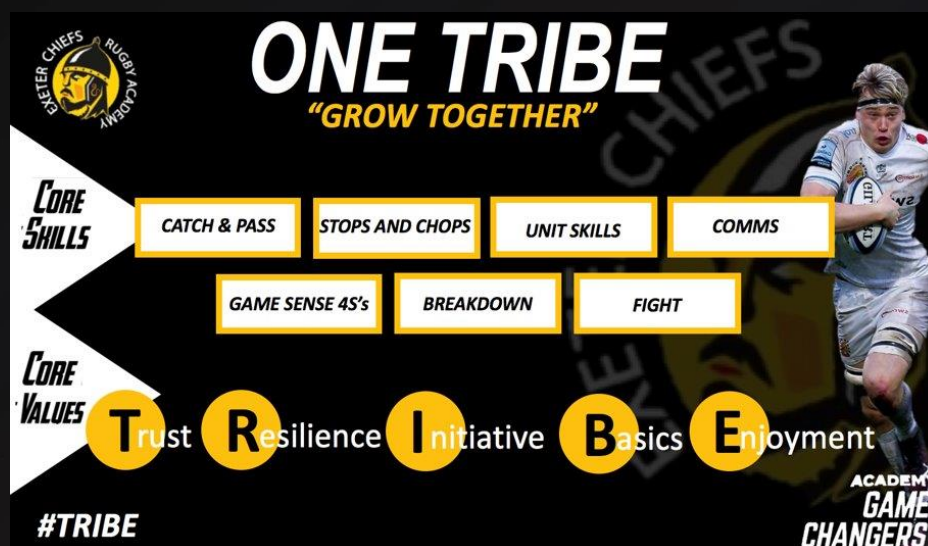 EXETER CHIEFS RUGBY ACADEMY
ONE TRIBE
“GROW TOGETHER”
CORE
SKILLS
CATCH & PASS
STOPS AND CHOPS
UNIT SKILLS
COMMS
GAME SENSE 4S's
BREAKDOWN
FIGHT
CORE
VALUES
Trust Resilience Initiative Basics Enjoyment
#TRIBE
ACADEMY
GAME
CHANGERS
EXETER CHIEFS